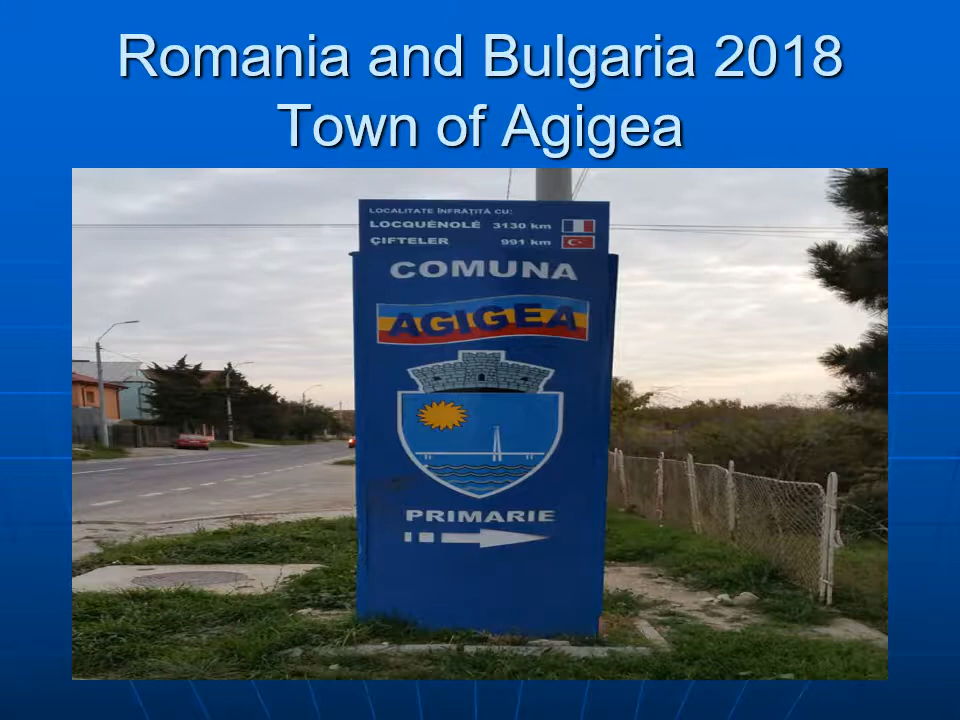 Romania and Bulgaria 2018
Town of Agigea
LOCALITATE ÎNFRĂȚITĂ CU:
LOCQUÉNOLÉ 3130 km
ÇIFTELER 991 km
COMUNA
AGIGEA
PRIMARIE